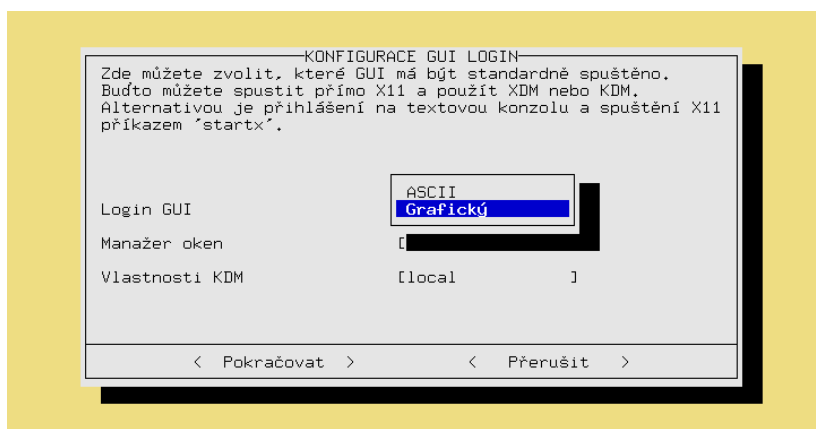 KONFIGURACE GUI LOGIN
Zde můžete zvolit, které GUI má být standardně spuštěno.
Buďto můžete spustit přímo X11 a použít XDM nebo KDM.
Alternativou je přihlášení na textovou konzolu a spuštění X11
příkazem ´startx´.
ASCII
Login GUI Grafický
Manažer oken [
Vlastnosti KDM [local ]
< Pokračovat > < Přerušit >